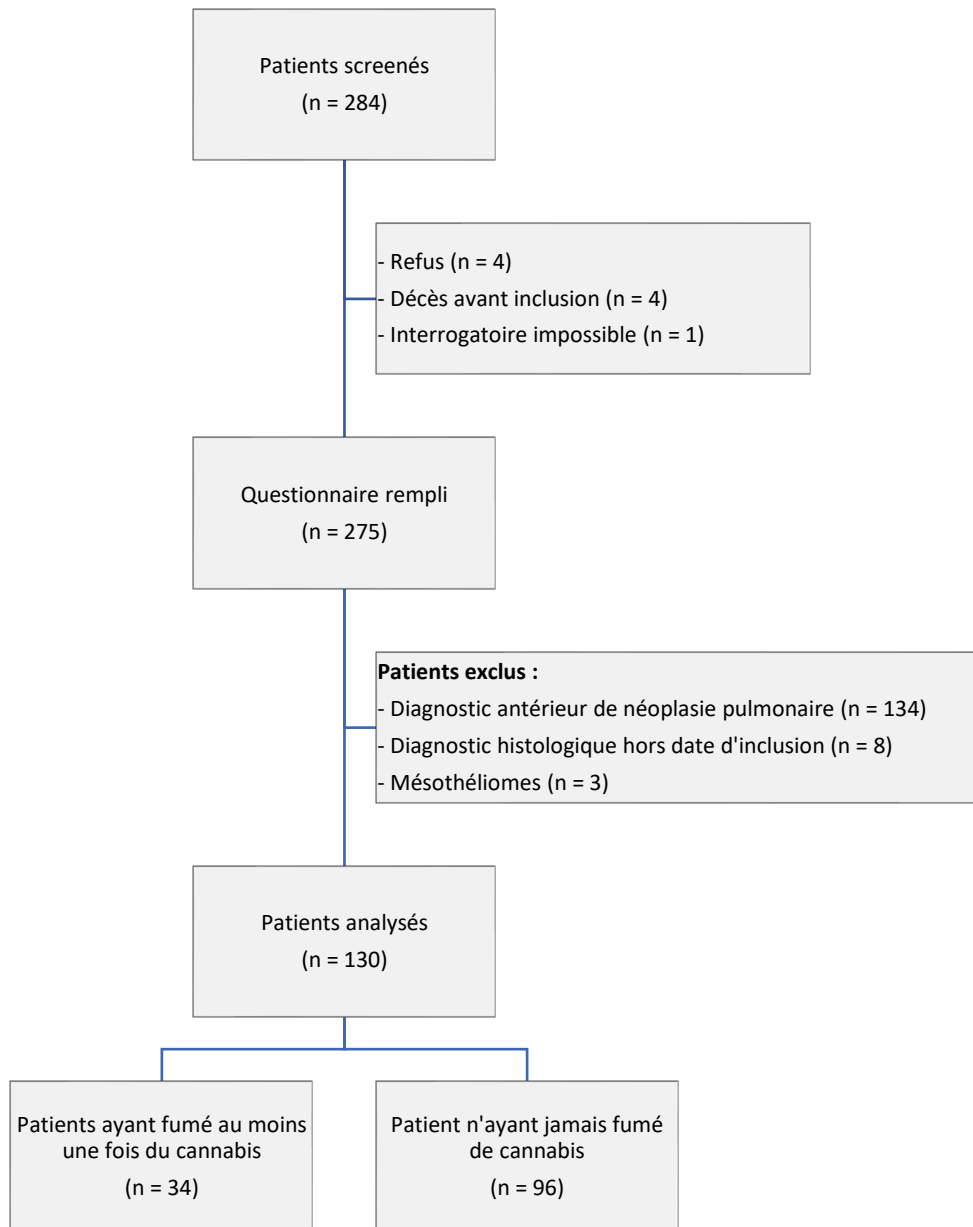 Patients screenés
(n = 284)
- Refus (n = 4)
- Décès avant inclusion (n = 4)
- Interrogatoire impossible (n = 1)
Questionnaire rempli
(n = 275)
Patients exclus :
- Diagnostic antérieur de néoplasie pulmonaire (n = 134)
- Diagnostic histologique hors date d'inclusion (n = 8)
- Mésothéliomes (n = 3)
Patients analysés
(n = 130)
Patients ayant fumé au moins
une fois du cannabis
(n = 34)
Patient n'ayant jamais fumé
de cannabis
(n = 96)